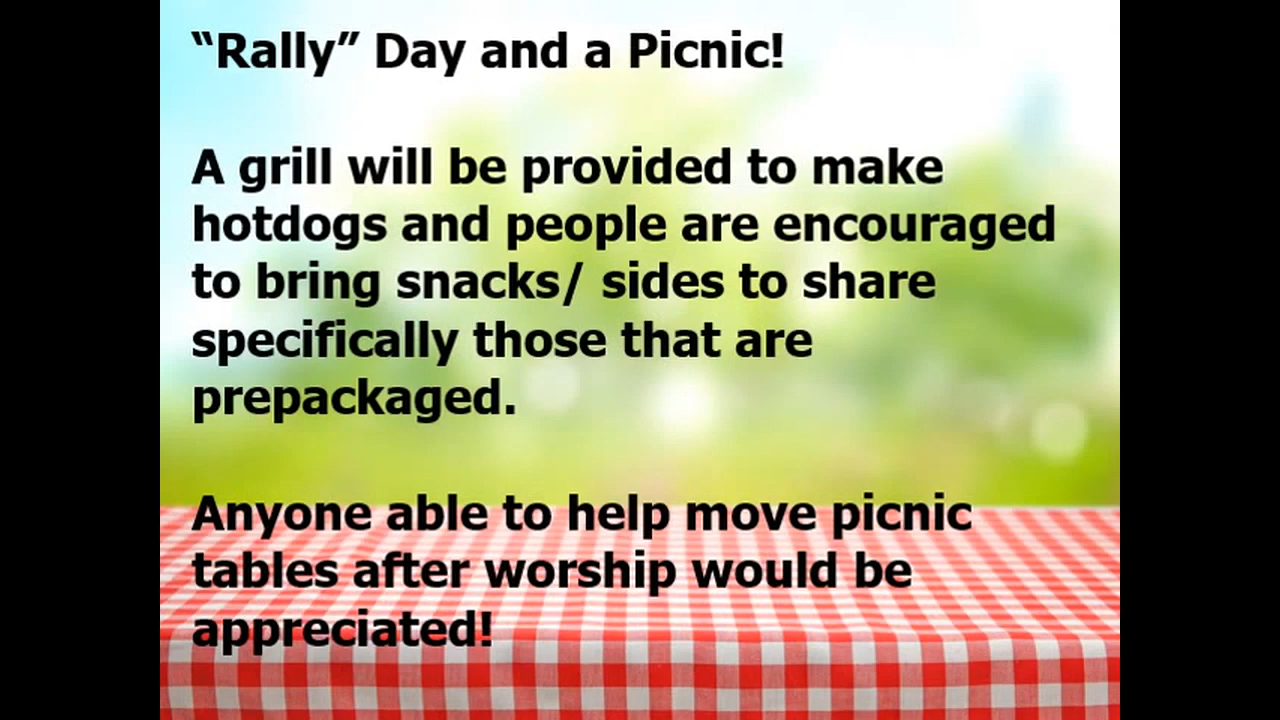 “Rally” Day and a Picnic!
A grill will be provided to make
hotdogs and people are encouraged
to bring snacks/ sides to share
specifically those that are
prepackaged.
Anyone able to help move picnic
tables after worship would be
appreciated!